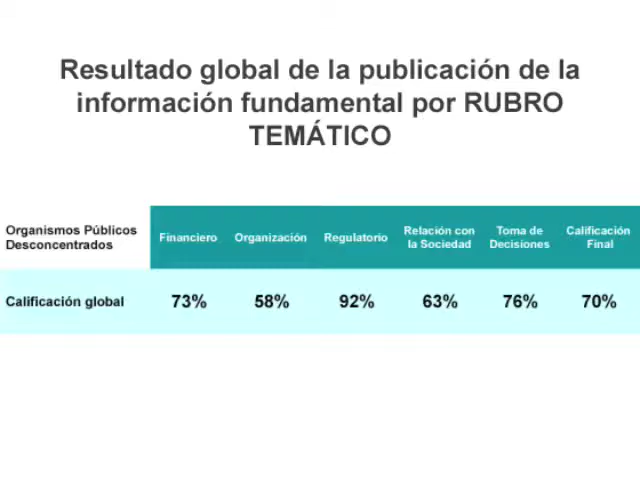 Resultado global de la publicación de la
información fundamental por RUBRO
TEMÁTICO
Organismos Públicos
Desconcentrados
Financiero
Organización
Regulatorio
Relación con
la Sociedad
Toma de
Decisiones
Calificación
Final
Calificación global
73%
58%
92%
63%
76%
70%